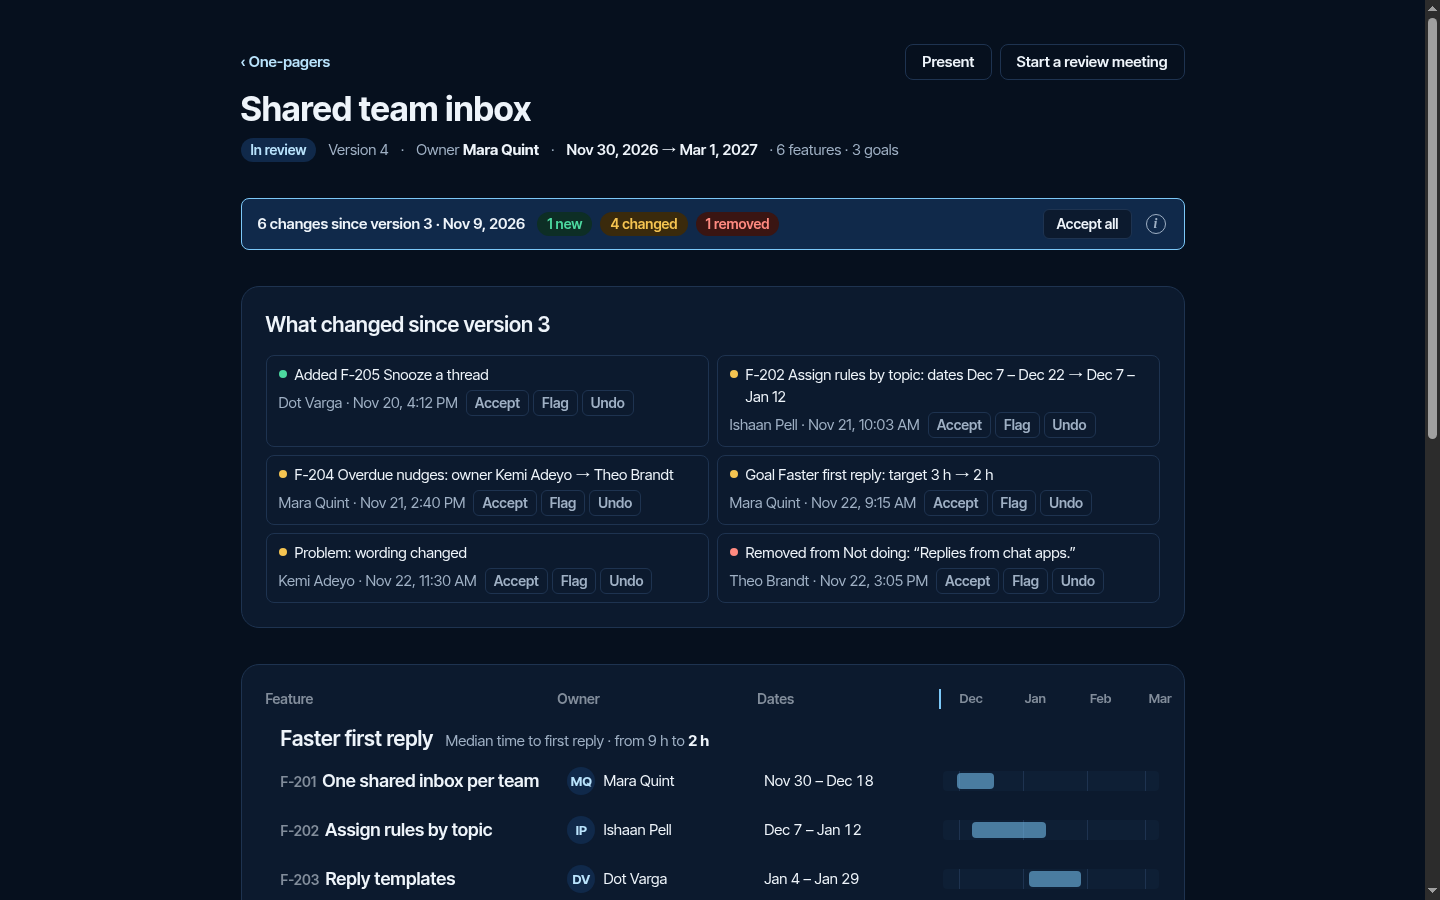 ‹ One-pagers
Present
Start a review meeting
Shared team inbox
In review Version 4 · Owner Mara Quint · Nov 30, 2026 → Mar 1, 2027 · 6 features · 3 goals
6 changes since version 3 · Nov 9, 2026 1 new 4 changed 1 removed Accept all i
What changed since version 3
Added F-205 Snooze a thread
Dot Varga · Nov 20, 4:12 PM Accept Flag Undo
F-202 Assign rules by topic: dates Dec 7 – Dec 22 → Dec 7 –
Jan 12
Ishaan Pell · Nov 21, 10:03 AM Accept Flag Undo
F-204 Overdue nudges: owner Kemi Adeyo → Theo Brandt
Mara Quint · Nov 21, 2:40 PM Accept Flag Undo
Goal Faster first reply: target 3 h → 2 h
Mara Quint · Nov 22, 9:15 AM Accept Flag Undo
Problem: wording changed
Kemi Adeyo · Nov 22, 11:30 AM Accept Flag Undo
Removed from Not doing: “Replies from chat apps.”
Theo Brandt · Nov 22, 3:05 PM Accept Flag Undo
Feature Owner Dates Dec Jan Feb Mar
Faster first reply Median time to first reply · from 9 h to 2 h
F-201 One shared inbox per team MQ Mara Quint Nov 30 – Dec 18
F-202 Assign rules by topic IP Ishaan Pell Dec 7 – Jan 12
F-203 Reply templates DV Dot Varga Jan 4 – Jan 29